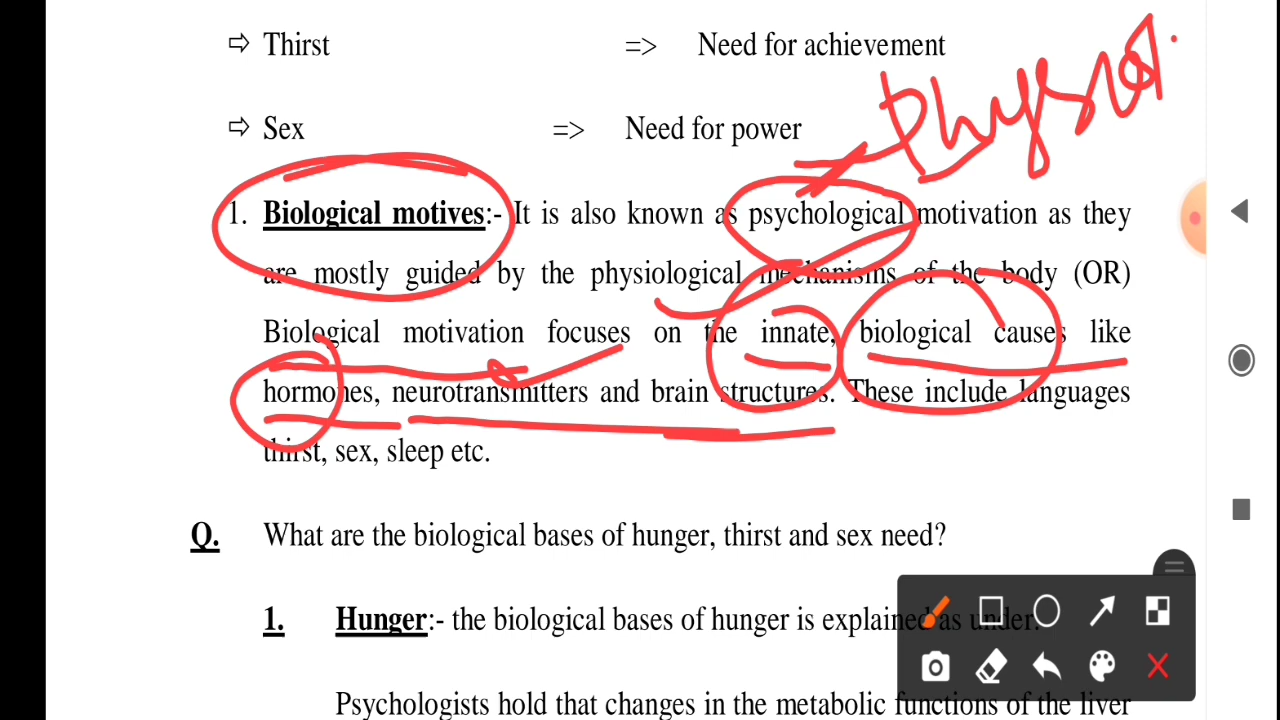 ⇨ Thirst => Need for achievement
Physiol.
⇨ Sex => Need for power
1. Biological motives:- It is also known as psychological motivation as they
are mostly guided by the physiological mechanisms of the body (OR)
Biological motivation focuses on the innate, biological causes like
hormones, neurotransmitters and brain structures. These include languages
thirst, sex, sleep etc.
Q. What are the biological bases of hunger, thirst and sex need?
1. Hunger:- the biological bases of hunger is explained as under:
Psychologists hold that changes in the metabolic functions of the liver